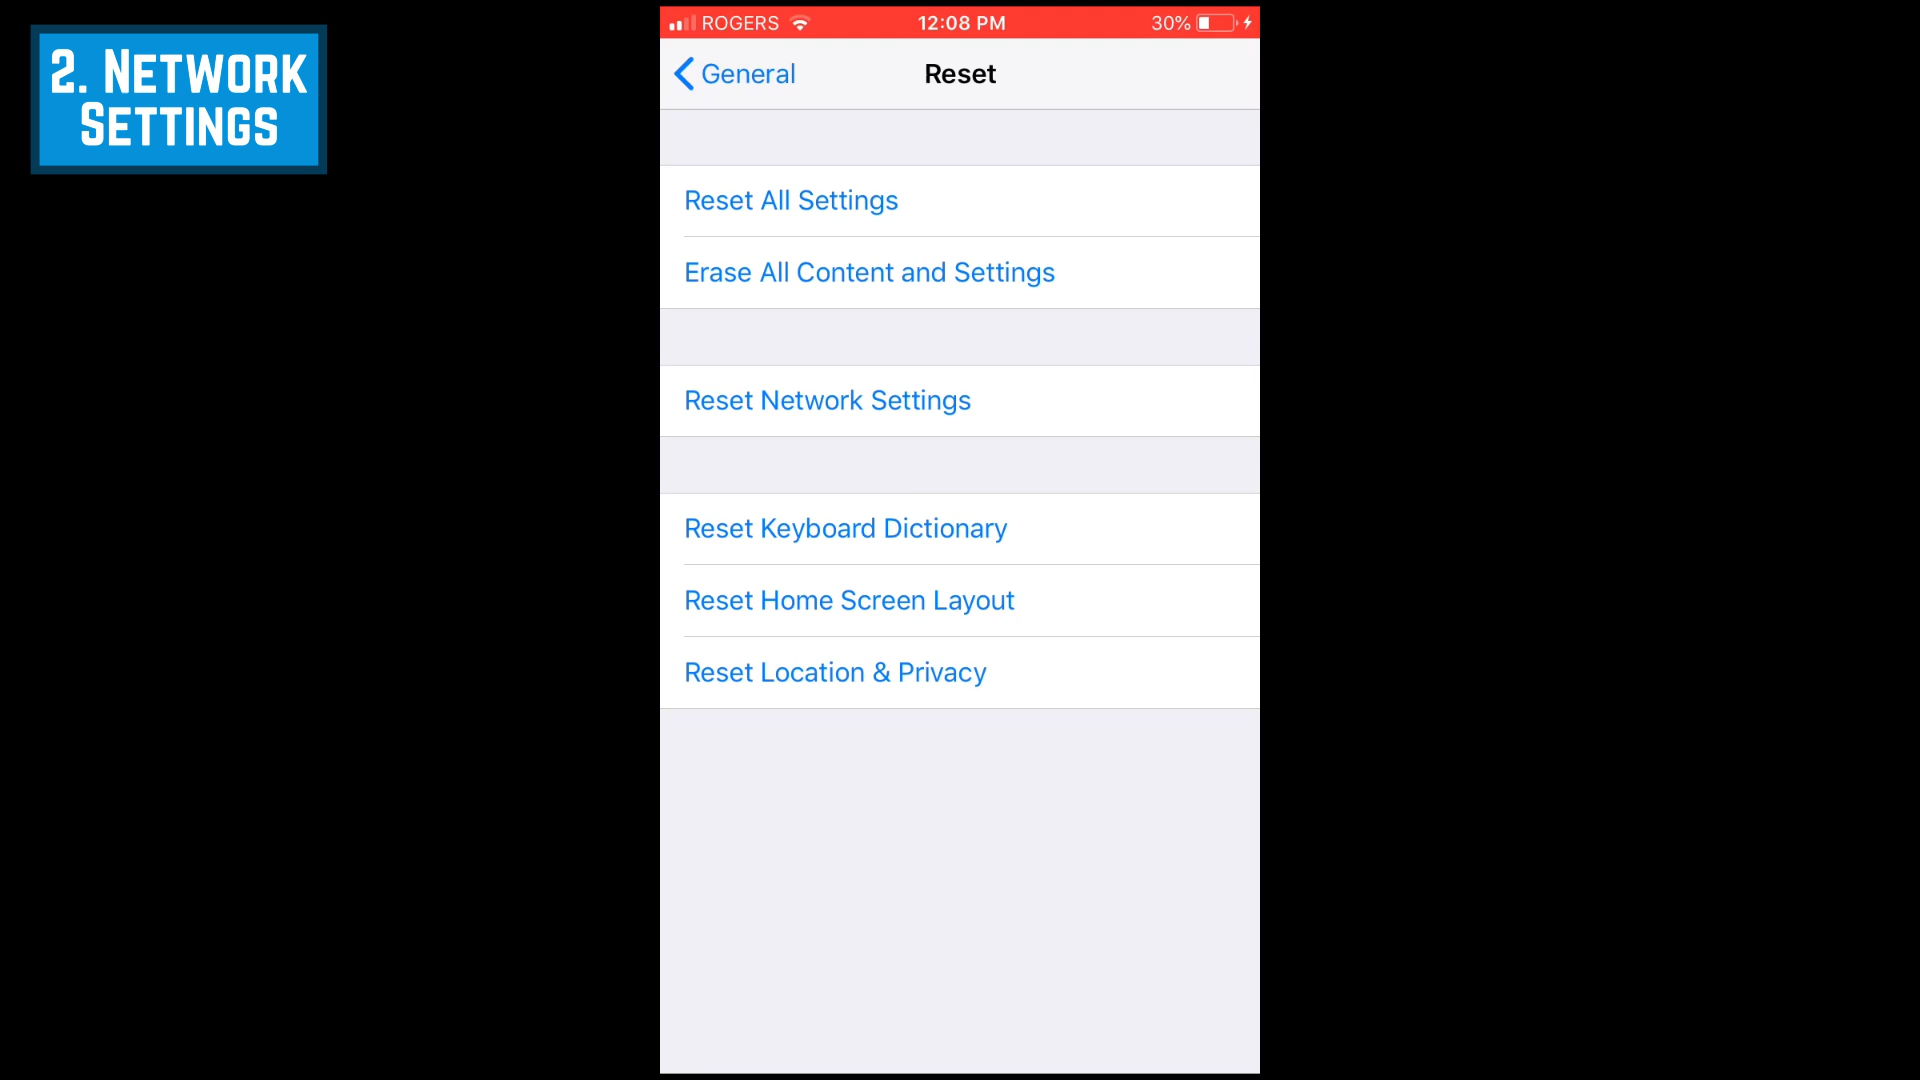 2. NETWORK
SETTINGS
ROGERS 12:08 PM 30%
General Reset
Reset All Settings
Erase All Content and Settings
Reset Network Settings
Reset Keyboard Dictionary
Reset Home Screen Layout
Reset Location & Privacy